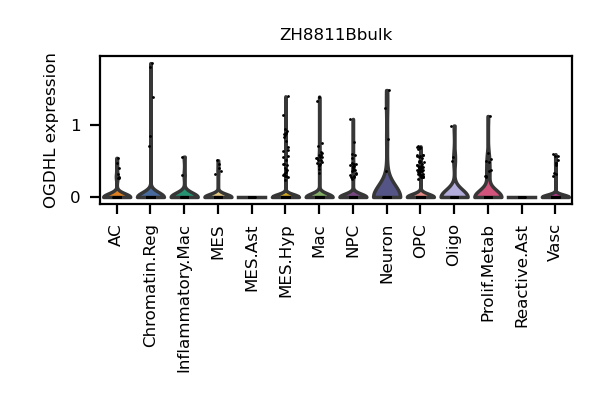 ZH8811Bbulk
OGDHL expression
1
0
AC
Chromatin.Reg
Inflammatory.Mac
MES
MES.Ast
MES.Hyp
Mac
NPC
Neuron
OPC
Oligo
Prolif.Metab
Reactive.Ast
Vasc